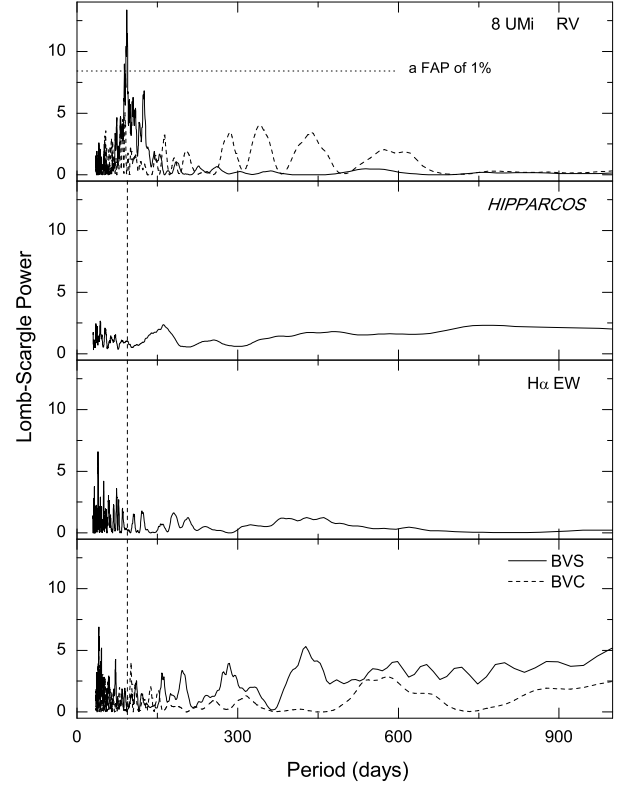 8 UMi RV
10
a FAP of 1%
5
0
HIPPARCOS
10
5
0
Hα EW
10
5
0
BVS
BVC
10
5
0
0 300 600 900
Period (days)
Lomb-Scargle Power